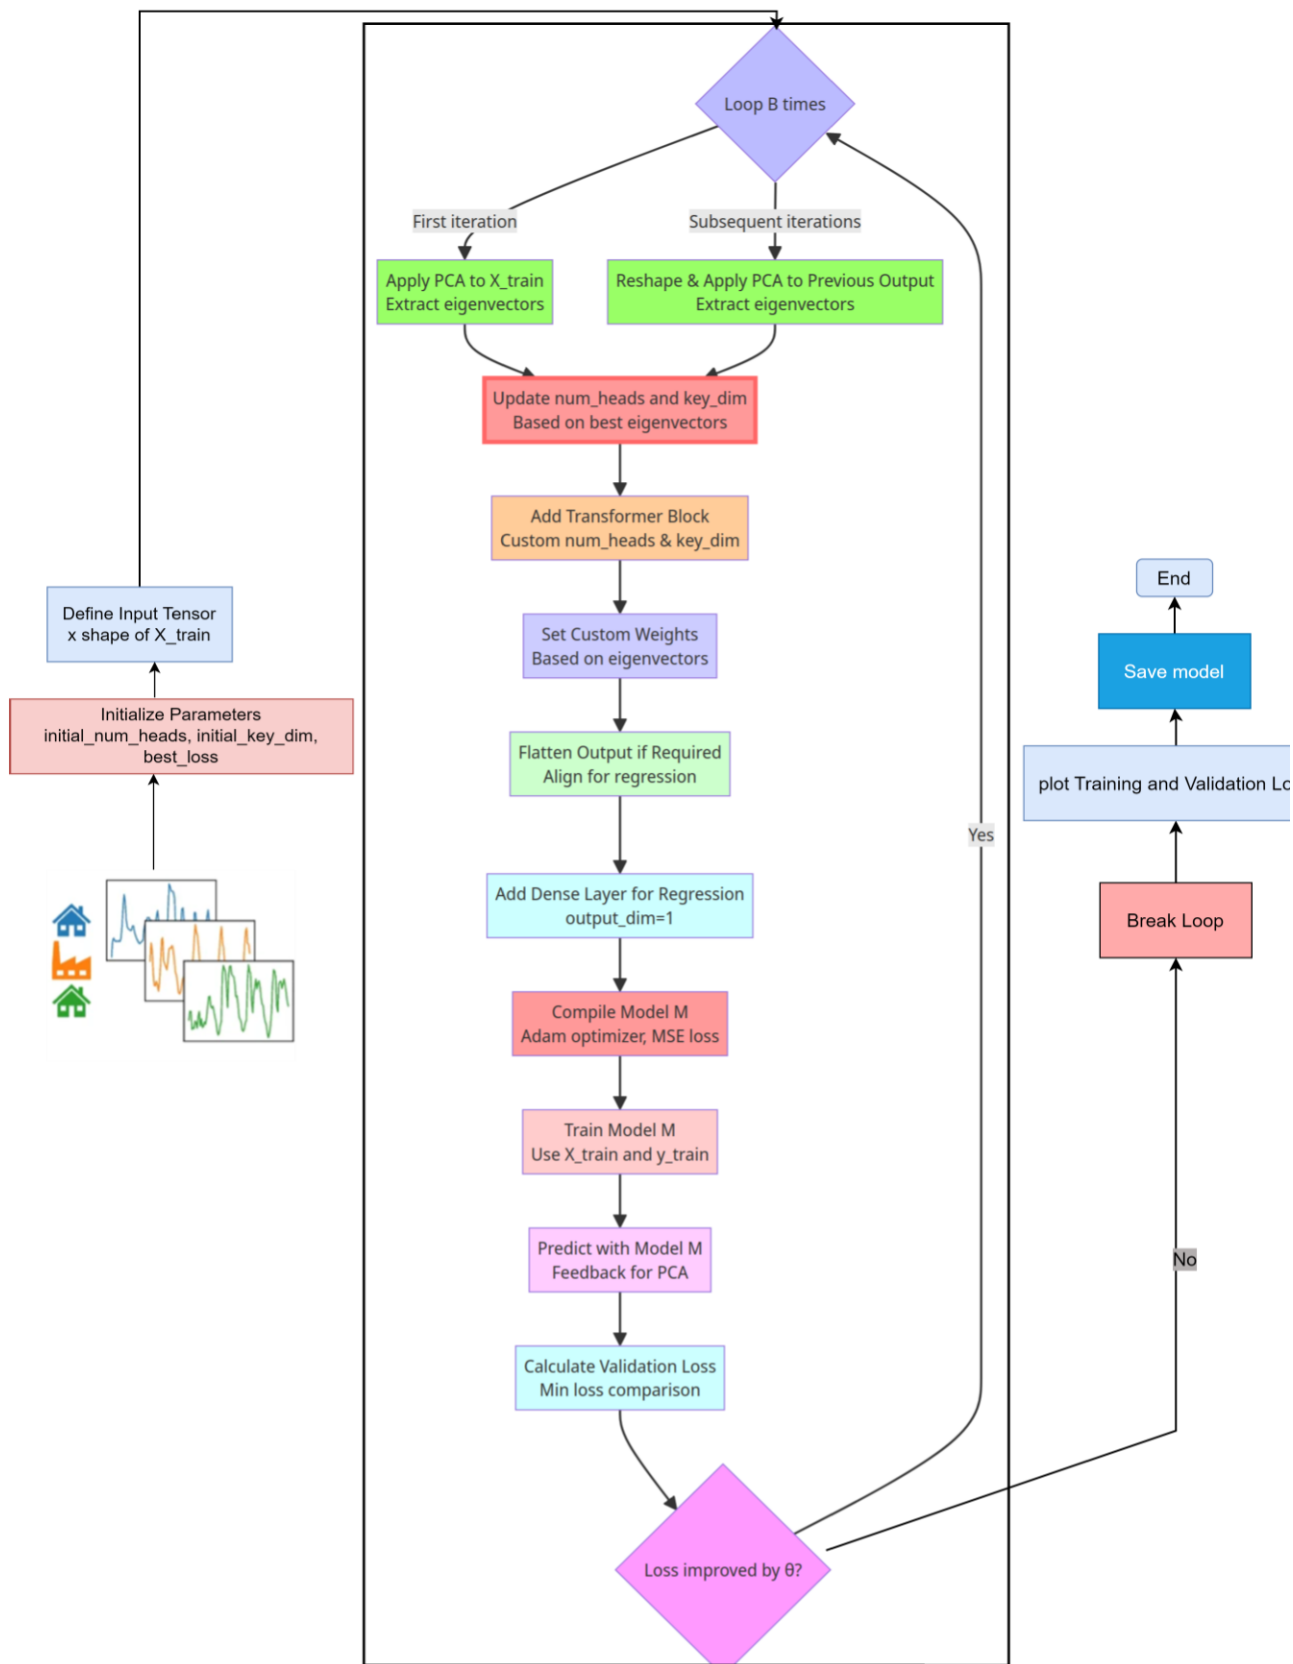 Loop B times
First iteration
Subsequent iterations
Apply PCA to X_train
Extract eigenvectors
Reshape & Apply PCA to Previous Output
Extract eigenvectors
Update num_heads and key_dim
Based on best eigenvectors
Add Transformer Block
Custom num_heads & key_dim
Set Custom Weights
Based on eigenvectors
Flatten Output if Required
Align for regression
Add Dense Layer for Regression
output_dim=1
Compile Model M
Adam optimizer, MSE loss
Train Model M
Use X_train and y_train
Predict with Model M
Feedback for PCA
Calculate Validation Loss
Min loss comparison
Loss improved by θ?
Yes
No
Define Input Tensor
x shape of X_train
Initialize Parameters
initial_num_heads, initial_key_dim,
best_loss
End
Save model
plot Training and Validation Lo
Break Loop